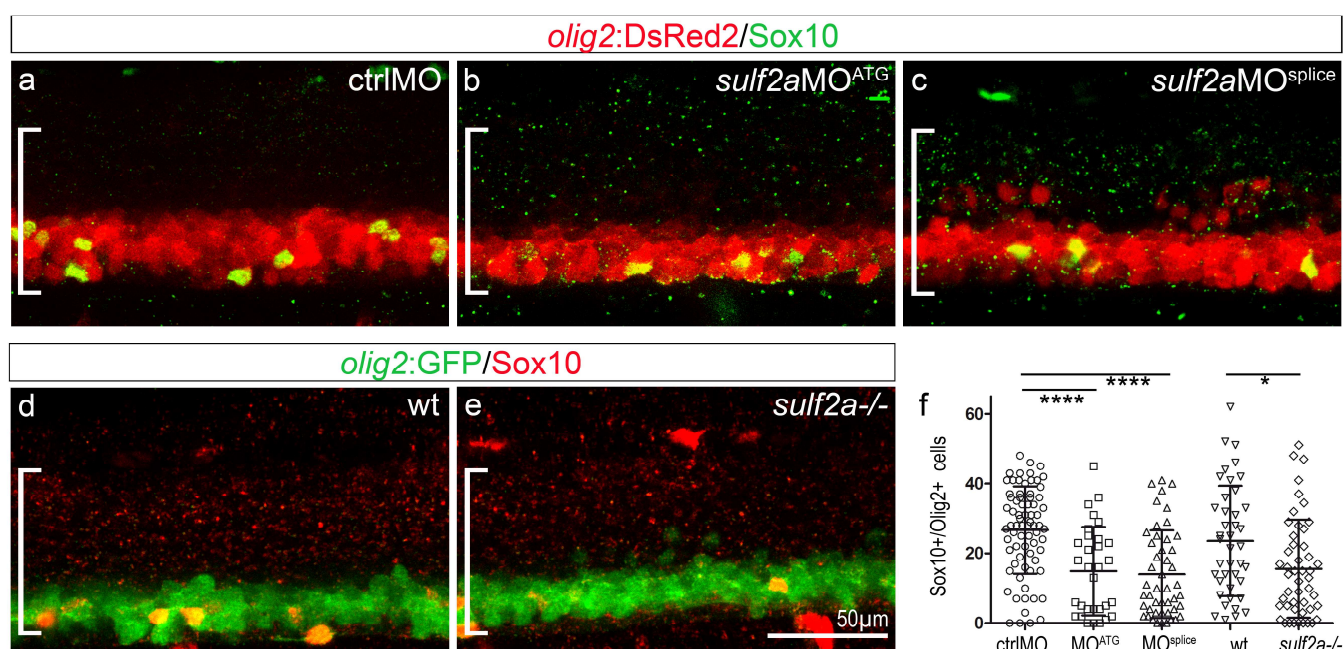 olig2:DsRed2/Sox10
a ctrlMO
b sulf2aMOATG
c sulf2aMOsplice
olig2:GFP/Sox10
d wt
e sulf2a-/-
50µm
f
**** *
****
Sox10+/Olig2+ cells
60
40
20
0
ctrlMO MOATG MOsplice wt sulf2a-/-